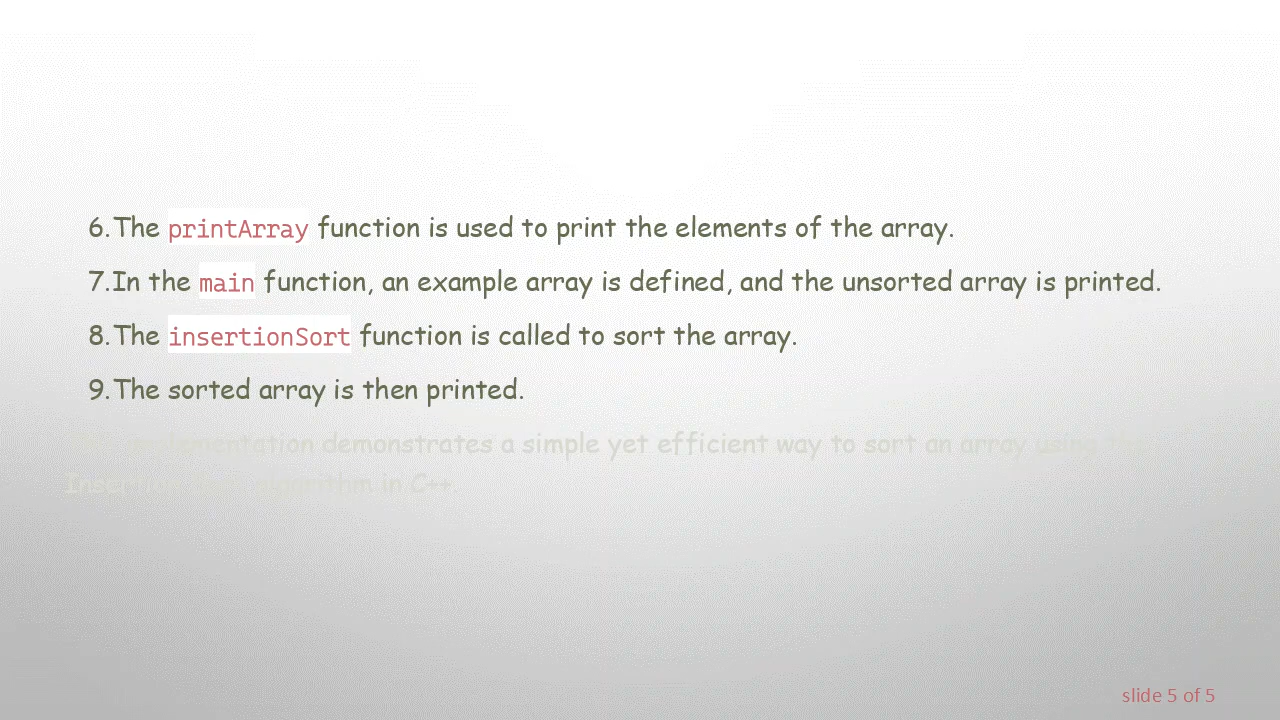 6. The printArray function is used to print the elements of the array.
7. In the main function, an example array is defined, and the unsorted array is printed.
8. The insertionSort function is called to sort the array.
9. The sorted array is then printed.
implementation demonstrates a simple yet efficient way to sort an array using the
Insertion Sort algorithm in C++.
slide 5 of 5